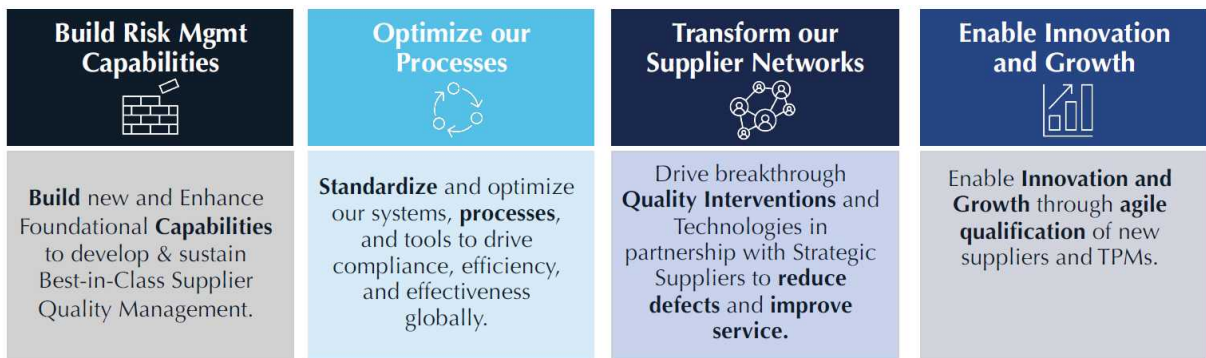 Build Risk Mgmt
Capabilities
Build new and Enhance
Foundational Capabilities
to develop & sustain
Best-in-Class Supplier
Quality Management.
Optimize our
Processes
Standardize and optimize
our systems, processes,
and tools to drive
compliance, efficiency,
and effectiveness
globally.
Transform our
Supplier Networks
Drive breakthrough
Quality Interventions and
Technologies in
partnership with Strategic
Suppliers to reduce
defects and improve
service.
Enable Innovation
and Growth
Enable Innovation and
Growth through agile
qualification of new
suppliers and TPMs.